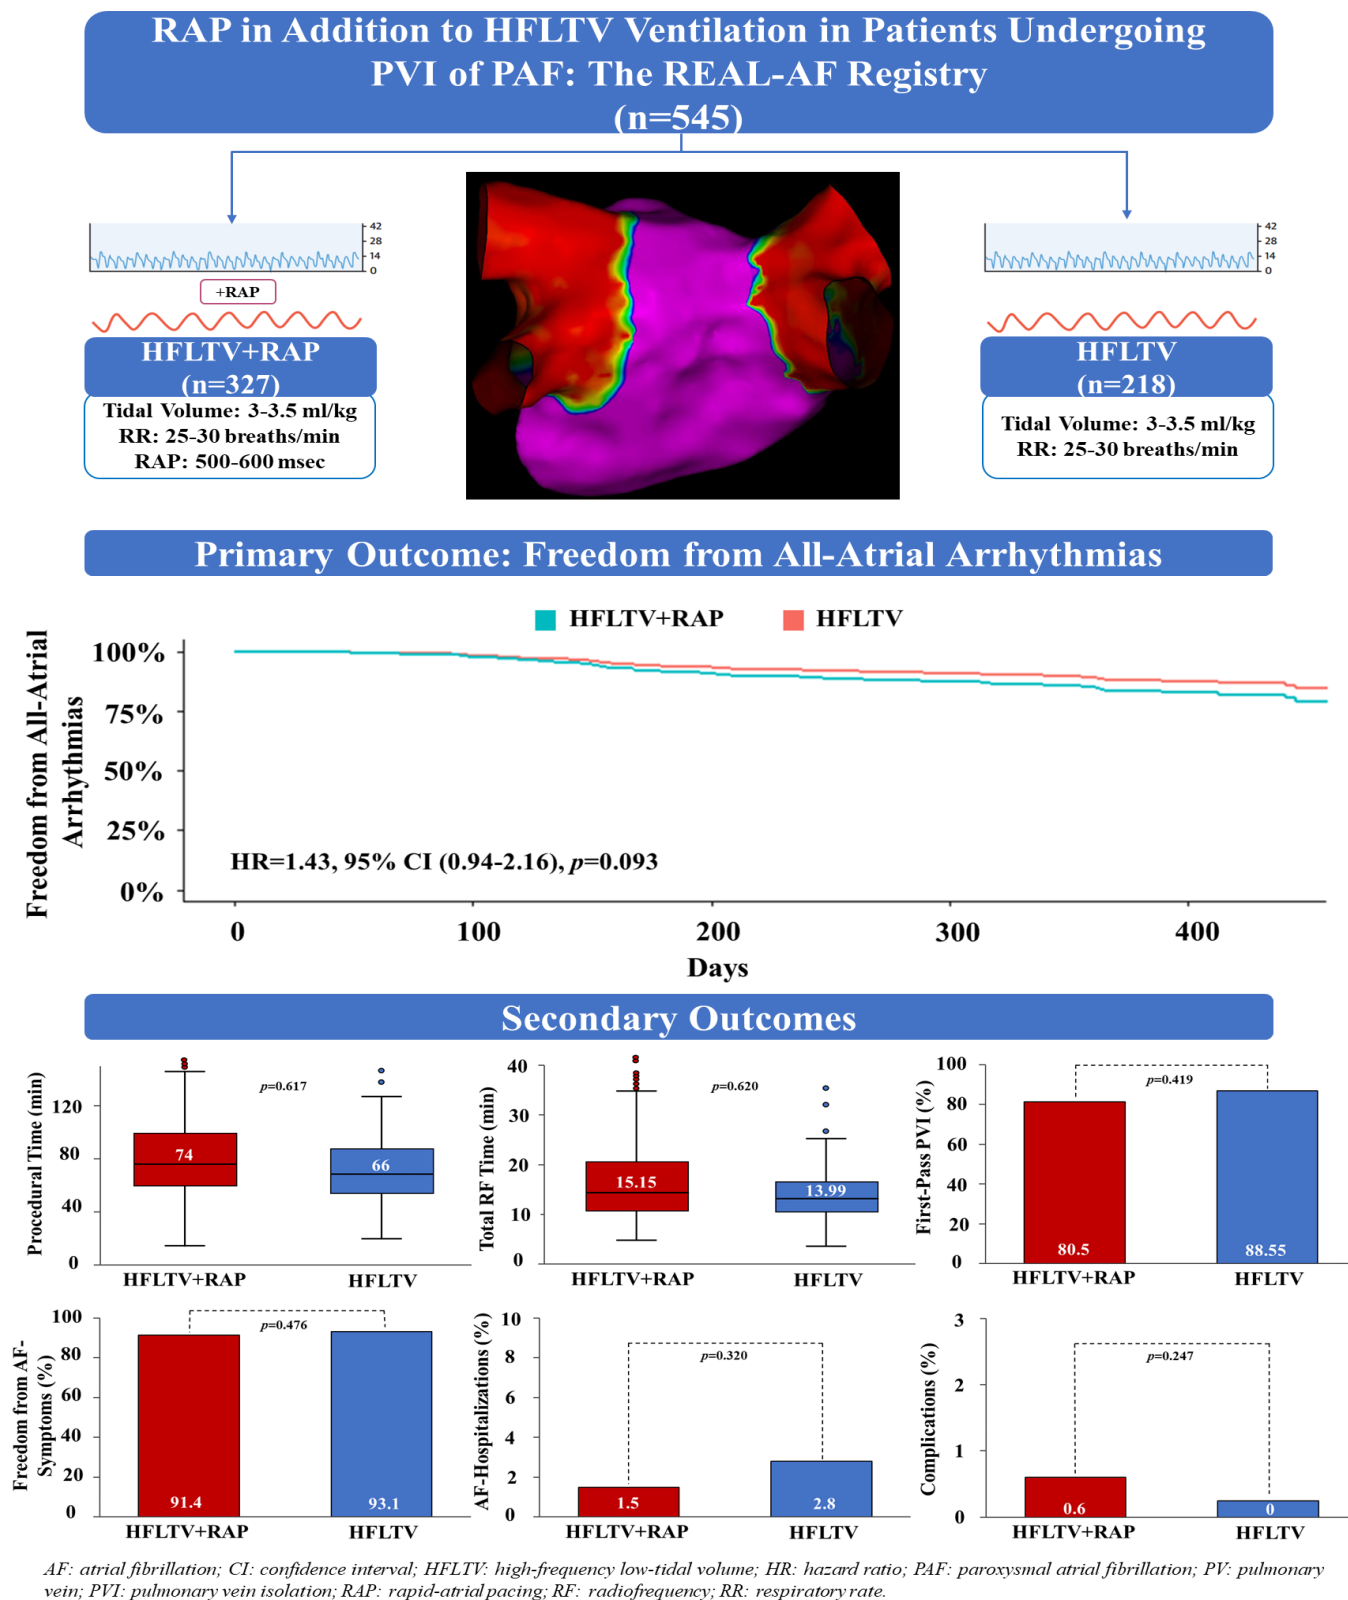 RAP in Addition to HFLTV Ventilation in Patients Undergoing
PVI of PAF: The REAL-AF Registry
(n=545)
42
28
14
0
+RAP
HFLTV+RAP
(n=327)
Tidal Volume: 3-3.5 ml/kg
RR: 25-30 breaths/min
RAP: 500-600 msec
42
28
14
0
HFLTV
(n=218)
Tidal Volume: 3-3.5 ml/kg
RR: 25-30 breaths/min
Primary Outcome: Freedom from All-Atrial Arrhythmias
HFLTV+RAP
HFLTV
Freedom from All-Atrial
Arrhythmias
100%
75%
50%
25%
0%
HR=1.43, 95% CI (0.94-2.16), p=0.093
0
100
200
300
400
Days
Secondary Outcomes
Procedural Time (min)
120
80
40
0
p=0.617
74
66
HFLTV+RAP
HFLTV
Total RF Time (min)
40
30
20
10
0
p=0.620
15.15
13.99
HFLTV+RAP
HFLTV
First-Pass PVI (%)
100
80
60
40
20
0
p=0.419
80.5
88.55
HFLTV+RAP
HFLTV
Freedom from AF-
Symptoms (%)
100
80
60
40
20
0
p=0.476
91.4
93.1
HFLTV+RAP
HFLTV
AF-Hospitalizations (%)
10
8
6
4
2
0
p=0.320
1.5
2.8
HFLTV+RAP
HFLTV
Complications (%)
3
2
1
0
p=0.247
0.6
0
HFLTV+RAP
HFLTV
AF: atrial fibrillation; CI: confidence interval; HFLTV: high-frequency low-tidal volume; HR: hazard ratio; PAF: paroxysmal atrial fibrillation; PV: pulmonary
vein; PVI: pulmonary vein isolation; RAP: rapid-atrial pacing; RF: radiofrequency; RR: respiratory rate.